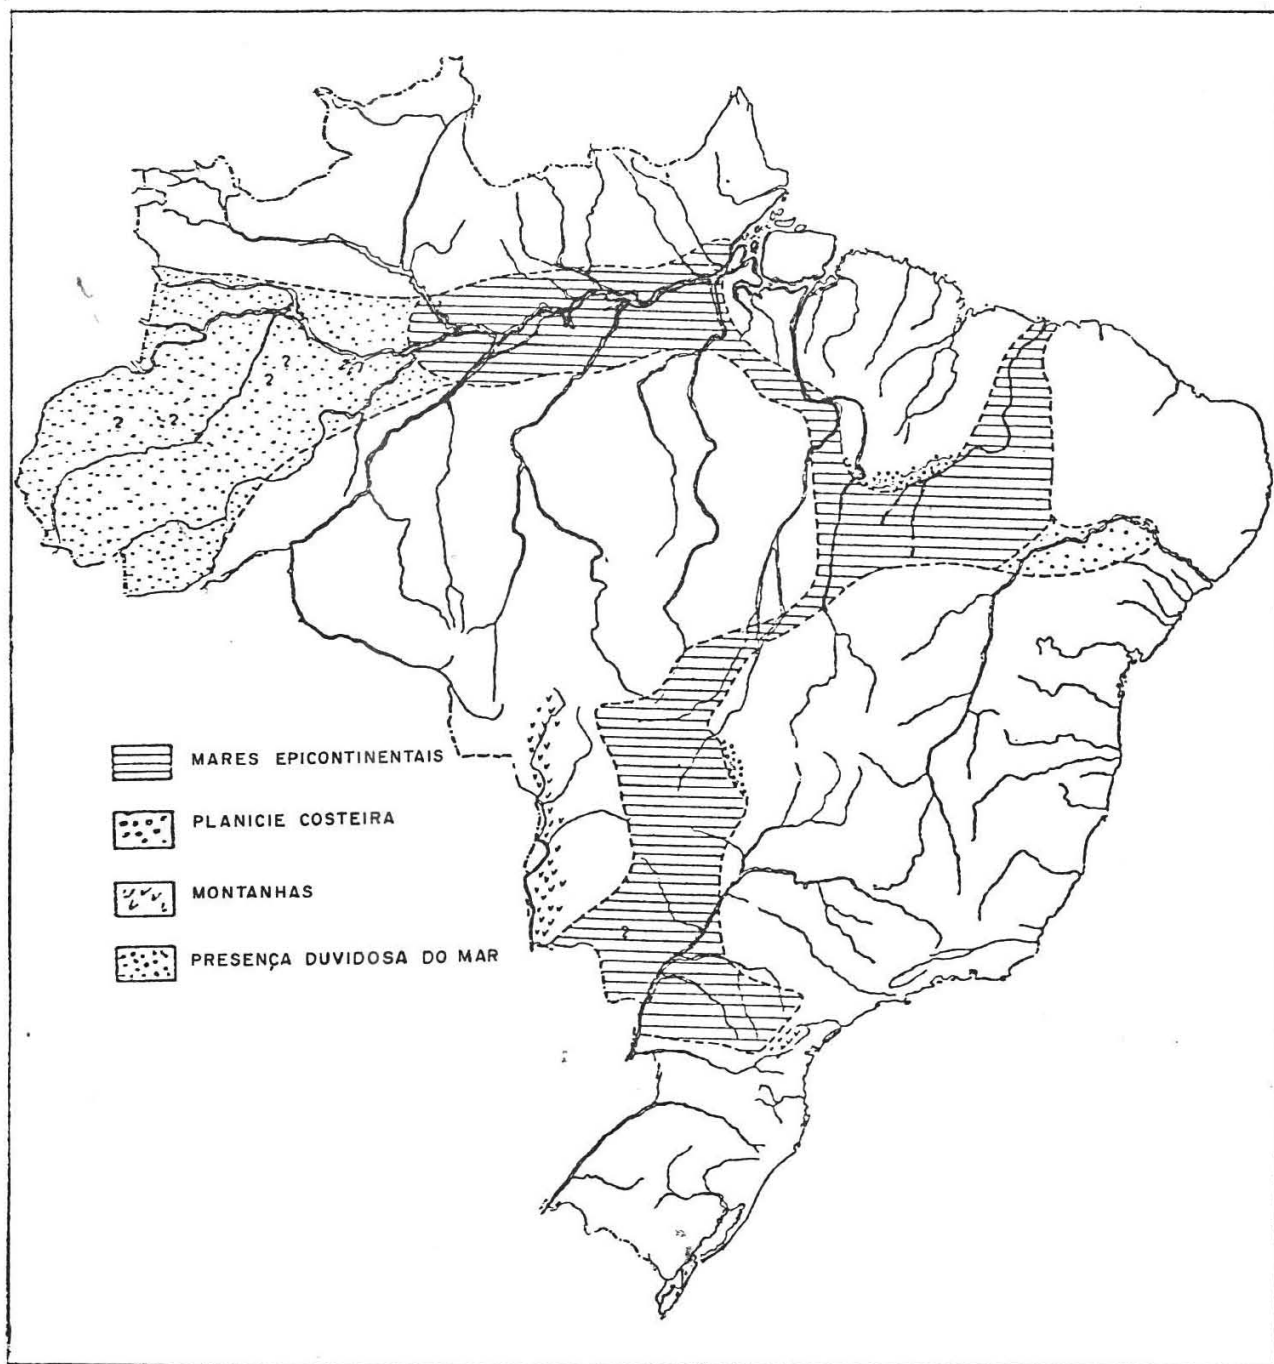 ? ?
? ?
MARES EPICONTINENTAIS
PLANICIE COSTEIRA
MONTANHAS
?
PRESENÇA DUVIDOSA DO MAR